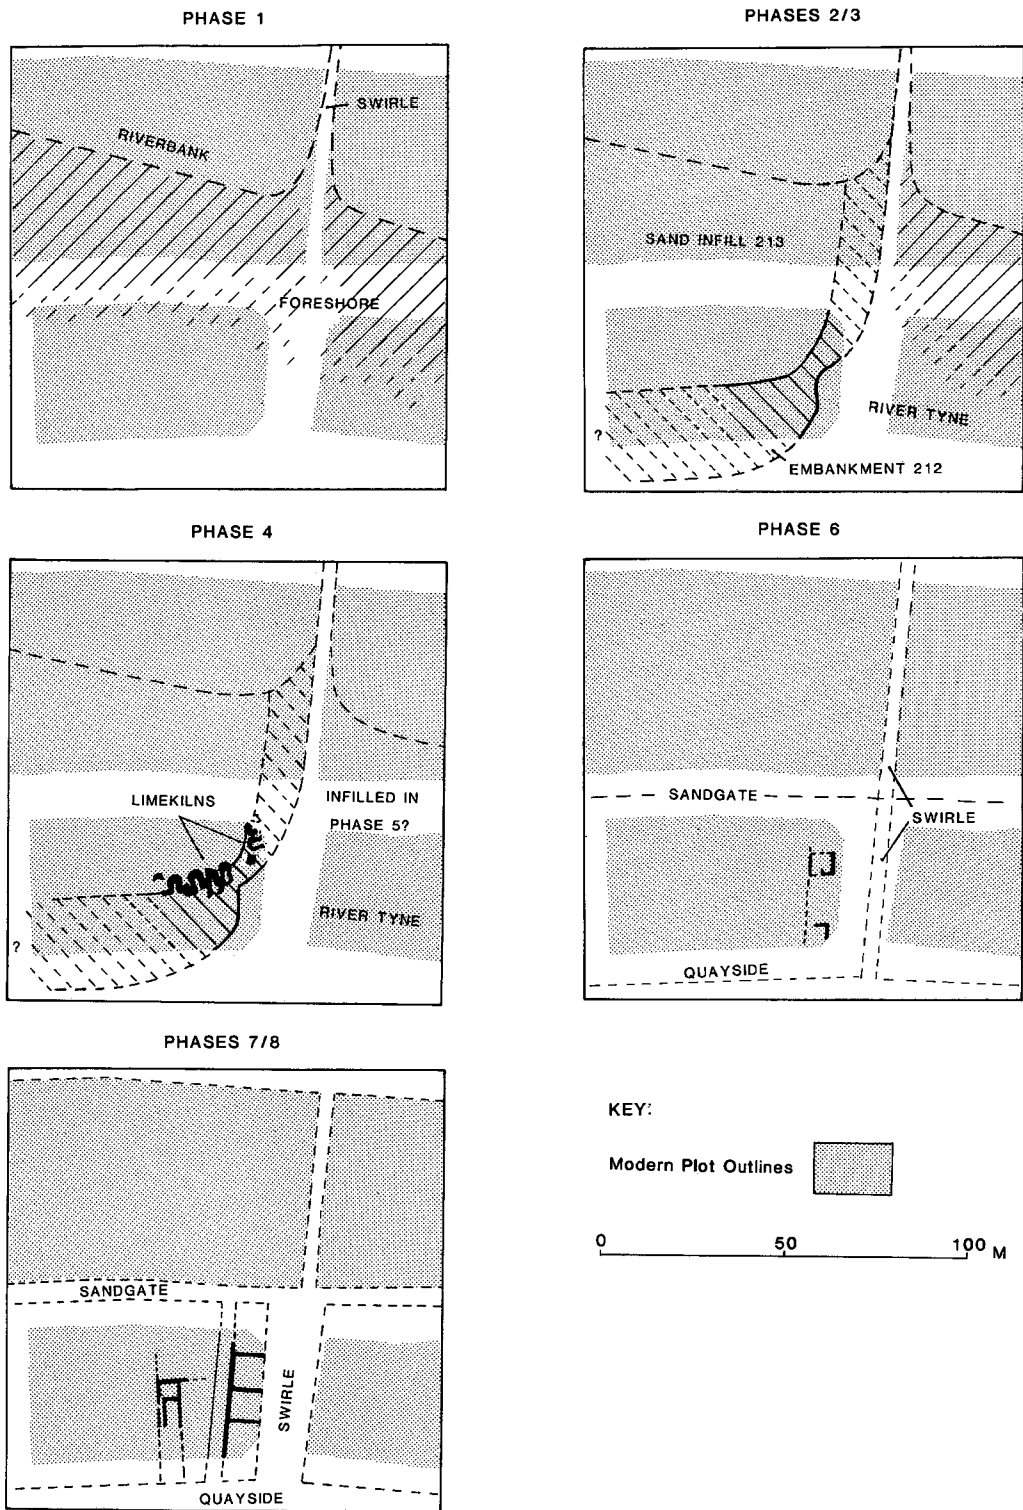 PHASE 1
SWIRLE
RIVERBANK
FORESHORE
PHASES 2/3
SAND INFILL 213
RIVER TYNE
?
EMBANKMENT 212
PHASE 4
LIMEKILNS
INFILLED IN
PHASE 5?
RIVER TYNE
?
PHASE 6
SANDGATE
SWIRLE
QUAYSIDE
PHASES 7/8
SANDGATE
SWIRLE
QUAYSIDE
KEY:
Modern Plot Outlines
0 50 100 M